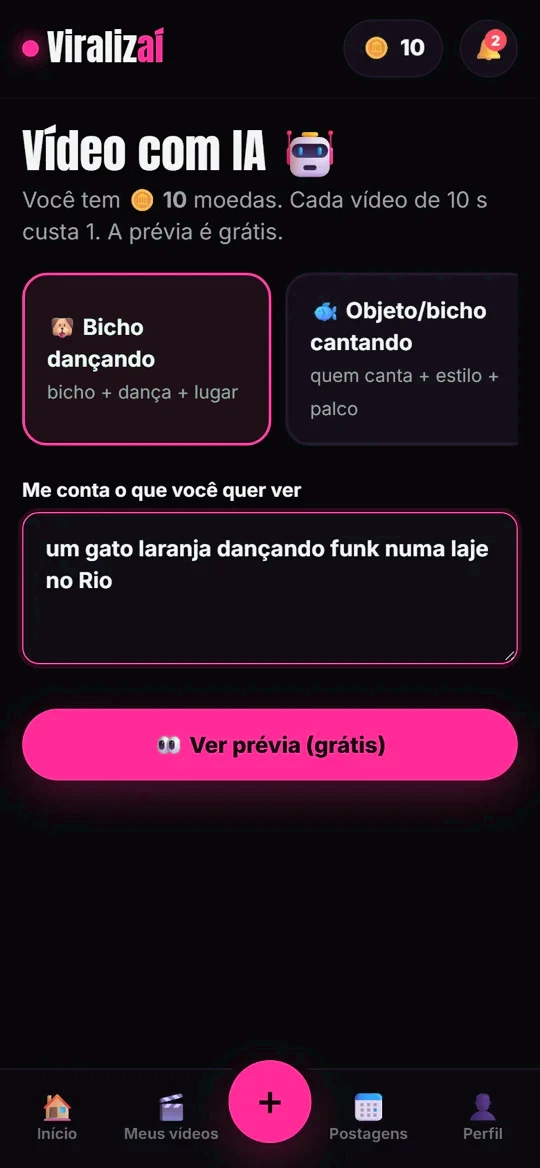 Viralizaí
10
2
Vídeo com IA
Você tem 10 moedas. Cada vídeo de 10 s
custa 1. A prévia é grátis.
Bicho
dançando
bicho + dança + lugar
Objeto/bicho
cantando
quem canta + estilo +
palco
Me conta o que você quer ver
um gato laranja dançando funk numa laje
no Rio
Ver prévia (grátis)
+
Início
Meus vídeos
Postagens
Perfil